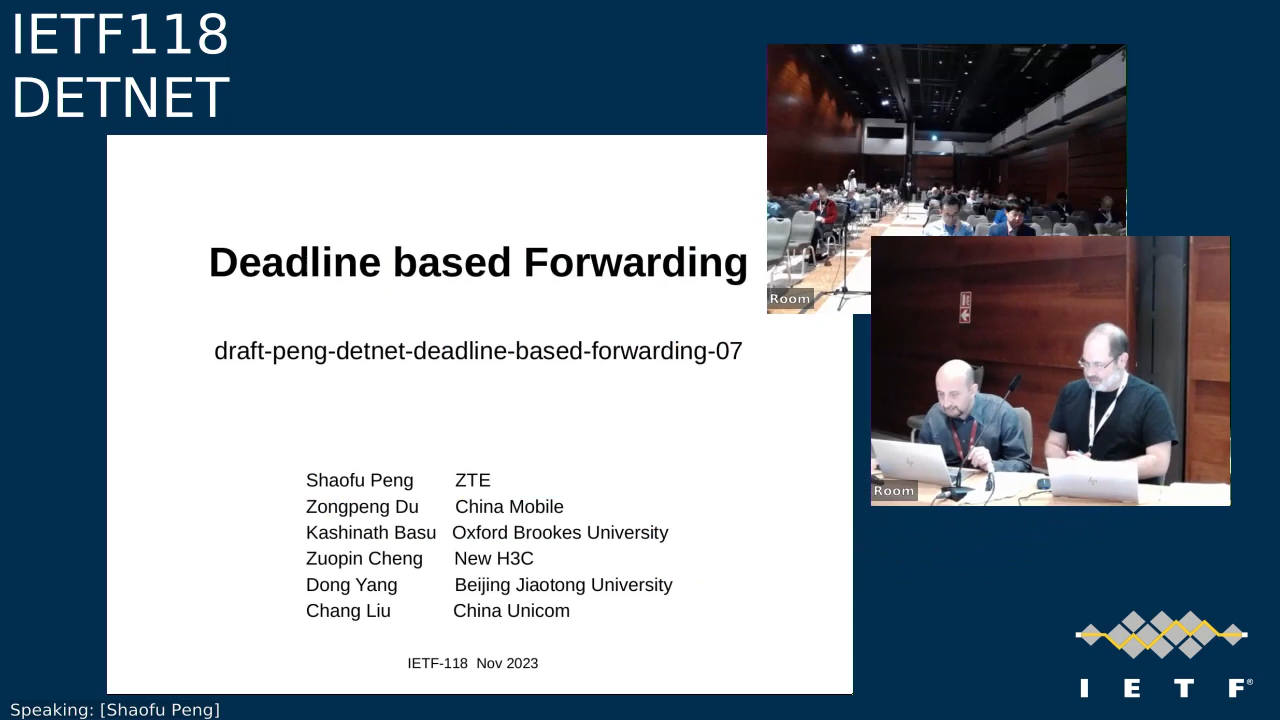 IETF118
DETNET
Deadline based Forwarding
draft-peng-detnet-deadline-based-forwarding-07
Shaofu Peng ZTE
Zongpeng Du China Mobile
Kashinath Basu Oxford Brookes University
Zuopin Cheng New H3C
Dong Yang Beijing Jiaotong University
Chang Liu China Unicom
IETF-118 Nov 2023
Room
Room
I E T F®
Speaking: [Shaofu Peng]